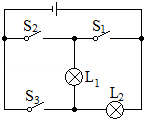 S₂ S₁
L₁
S₃ L₂